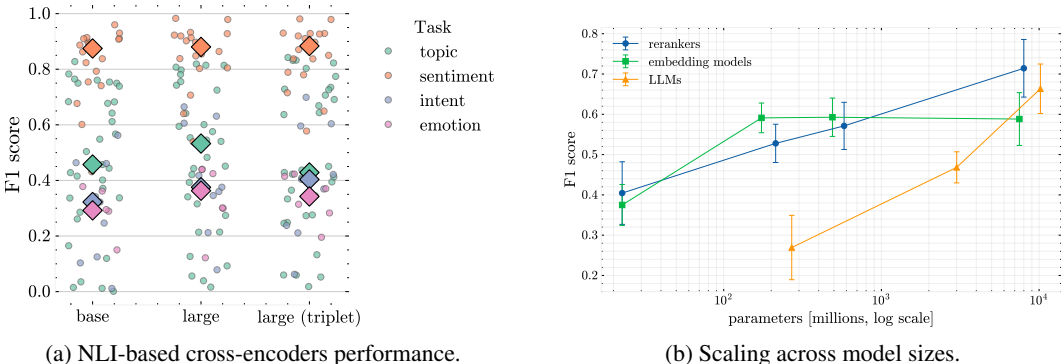 F1 score
1.0
0.8
0.6
0.4
0.2
0.0
base large large (triplet)
Task
topic
sentiment
intent
emotion
(a) NLI-based cross-encoders performance.
F1 score
0.8
0.7
0.6
0.5
0.4
0.3
0.2
rerankers
embedding models
LLMs
10² 10³ 10⁴
parameters [millions, log scale]
(b) Scaling across model sizes.